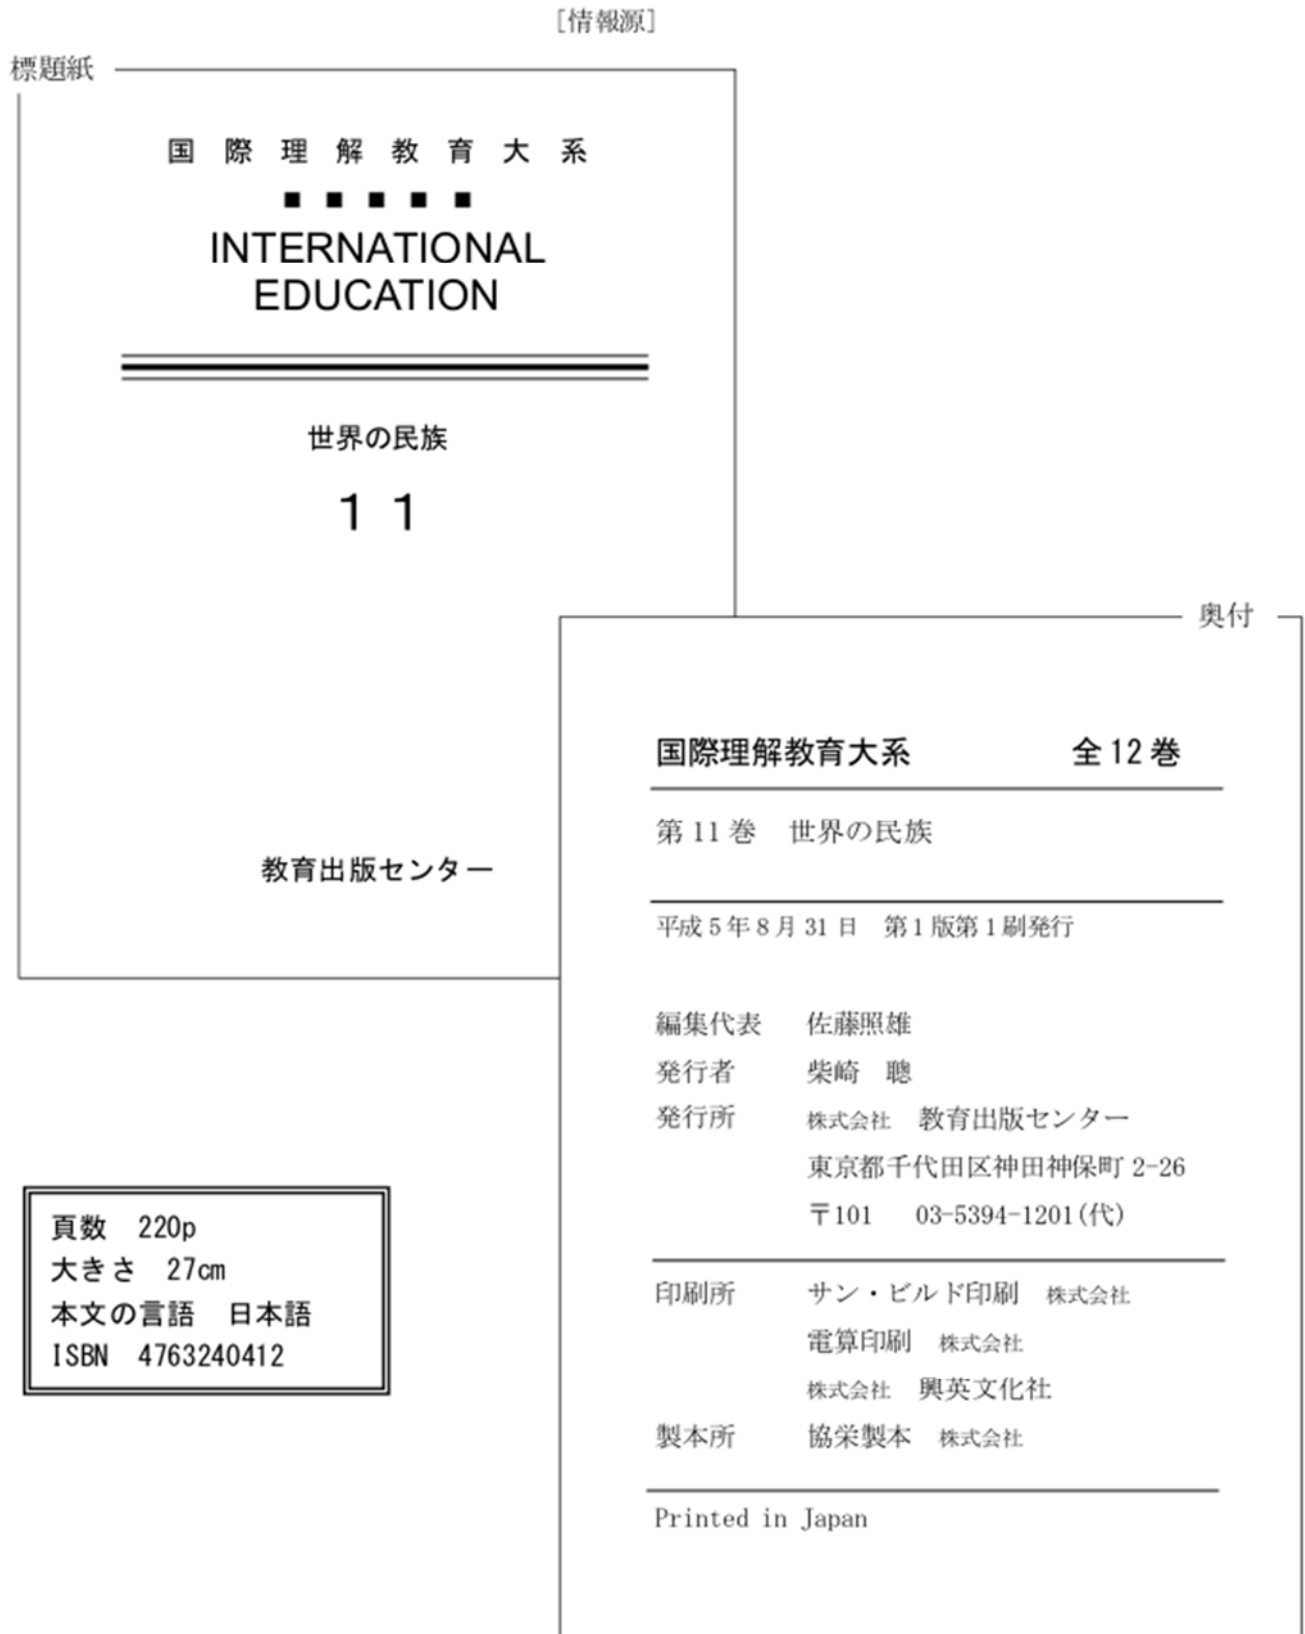 ［情報源］
標題紙
国際理解教育大系
■ ■ ■ ■ ■
INTERNATIONAL
EDUCATION
世界の民族
１１
教育出版センター
奥付
国際理解教育大系　全12巻
第11巻　世界の民族
平成5年8月31日　第1版第1刷発行
編集代表　佐藤照雄
発行者　柴崎　聰
発行所　株式会社　教育出版センター
東京都千代田区神田神保町 2-26
〒101　03-5394-1201(代)
印刷所　サン・ビルド印刷　株式会社
電算印刷　株式会社
株式会社　興英文化社
製本所　協栄製本　株式会社
Printed in Japan
頁数　220p
大きさ　27cm
本文の言語　日本語
ISBN　4763240412